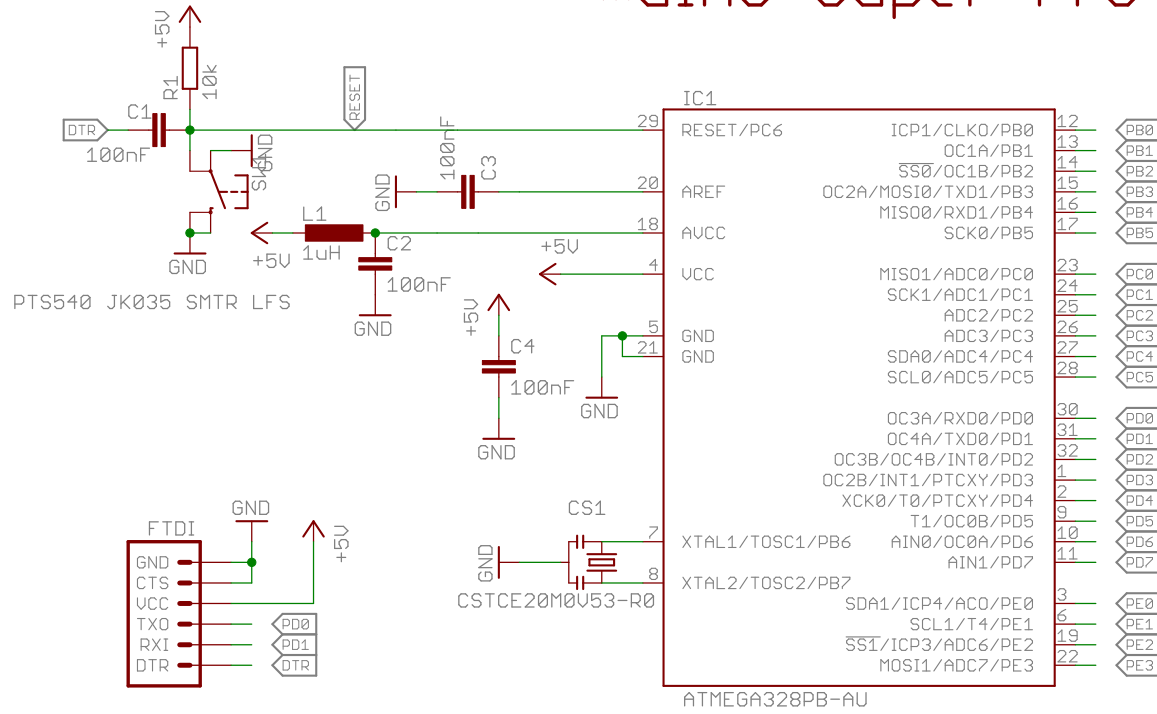 +5V
R1
10k
C1
DTR
100nF
RESET
GND
GND
PTS540 JK035 SMTR LFS
100nF
C3
GND
L1
1uH
+5V
C2
100nF
GND
+5V
+5V
C4
100nF
GND
GND
IC1
29 RESET/PC6
20 AREF
18 AVCC
4 VCC
5 GND
21 GND
7 XTAL1/TOSC1/PB6
8 XTAL2/TOSC2/PB7
ICP1/CLKO/PB0 12 PB0
OC1A/PB1 13 PB1
SS0/OC1B/PB2 14 PB2
OC2A/MOSI0/TXD1/PB3 15 PB3
MISO0/RXD1/PB4 16 PB4
SCK0/PB5 17 PB5
MISO1/ADC0/PC0 23 PC0
SCK1/ADC1/PC1 24 PC1
ADC2/PC2 25 PC2
ADC3/PC3 26 PC3
SDA0/ADC4/PC4 27 PC4
SCL0/ADC5/PC5 28 PC5
OC3A/RXD0/PD0 30 PD0
OC4A/TXD0/PD1 31 PD1
OC3B/OC4B/INT0/PD2 32 PD2
OC2B/INT1/PTCXY/PD3 1 PD3
XCK0/T0/PTCXY/PD4 2 PD4
T1/OC0B/PD5 9 PD5
AIN0/OC0A/PD6 10 PD6
AIN1/PD7 11 PD7
SDA1/ICP4/ACO/PE0 3 PE0
SCL1/T4/PE1 6 PE1
SS1/ICP3/ADC6/PE2 19 PE2
MOSI1/ADC7/PE3 22 PE3
ATMEGA328PB-AU
CS1
GND
CSTCE20M0V53-R0
GND
+5V
FTDI
GND
CTS
VCC
TXO PD0
RXI PD1
DTR DTR